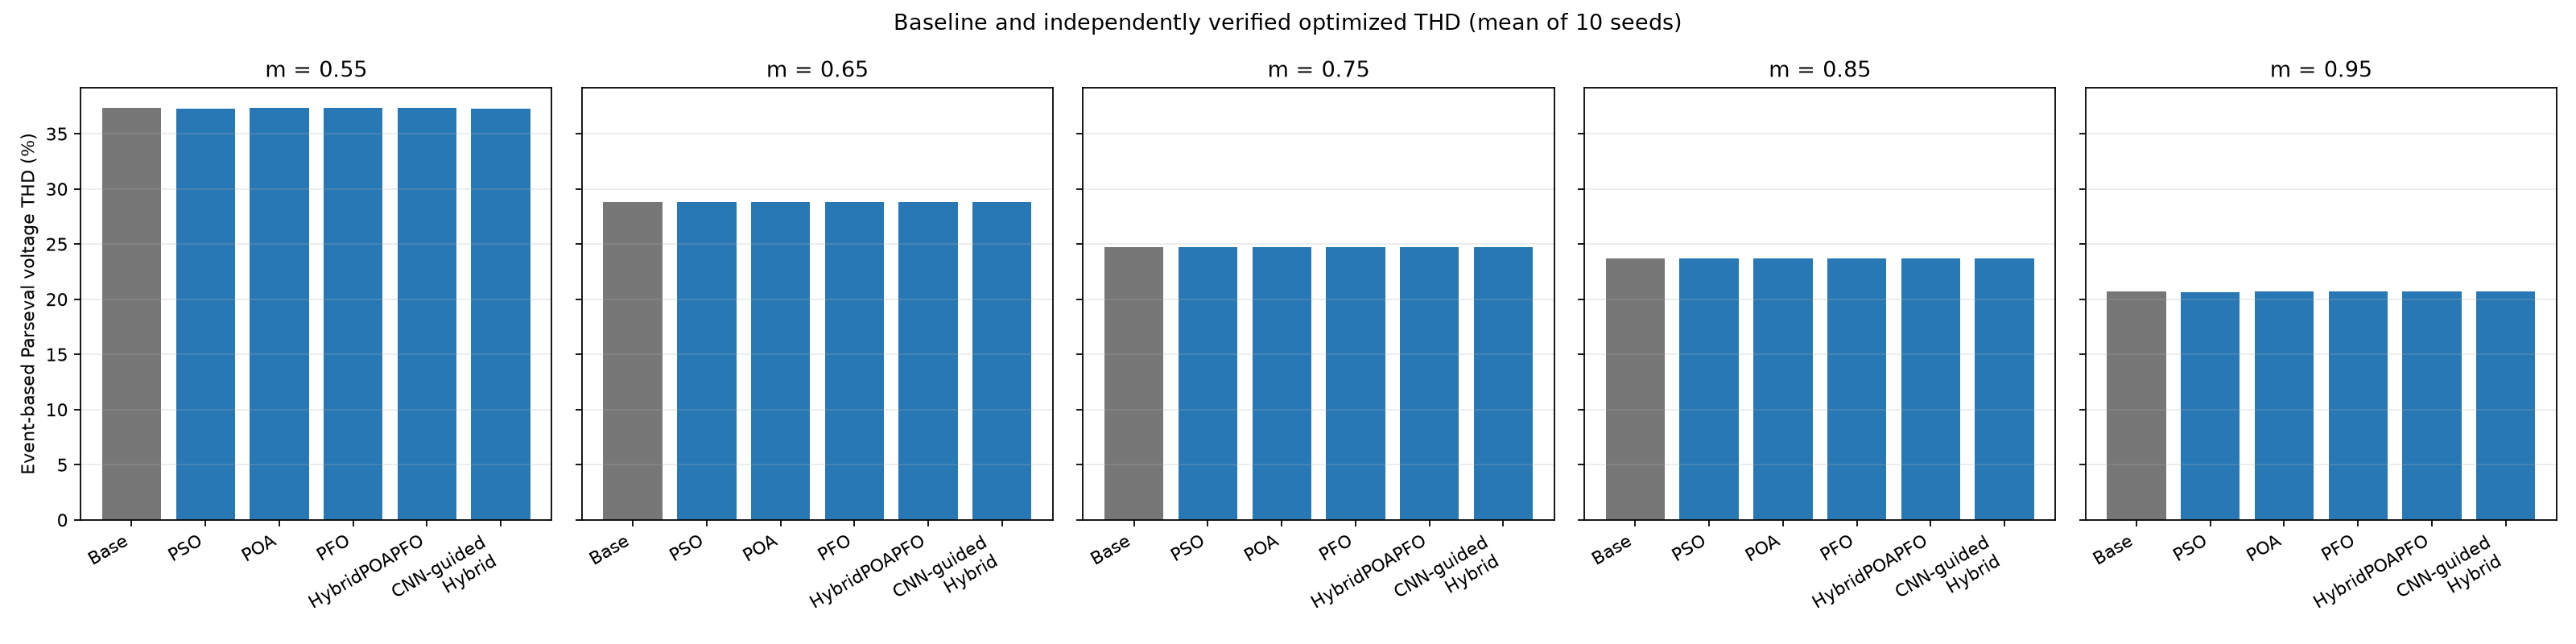 Baseline and independently verified optimized THD (mean of 10 seeds)
m = 0.55
m = 0.65
m = 0.75
m = 0.85
m = 0.95
Event-based Parseval voltage THD (%)
35
30
25
20
15
10
5
0
Base
PSO
POA
PFO
HybridPOAPFO
CNN-guided
Hybrid
Base
PSO
POA
PFO
HybridPOAPFO
CNN-guided
Hybrid
Base
PSO
POA
PFO
HybridPOAPFO
CNN-guided
Hybrid
Base
PSO
POA
PFO
HybridPOAPFO
CNN-guided
Hybrid
Base
PSO
POA
PFO
HybridPOAPFO
CNN-guided
Hybrid